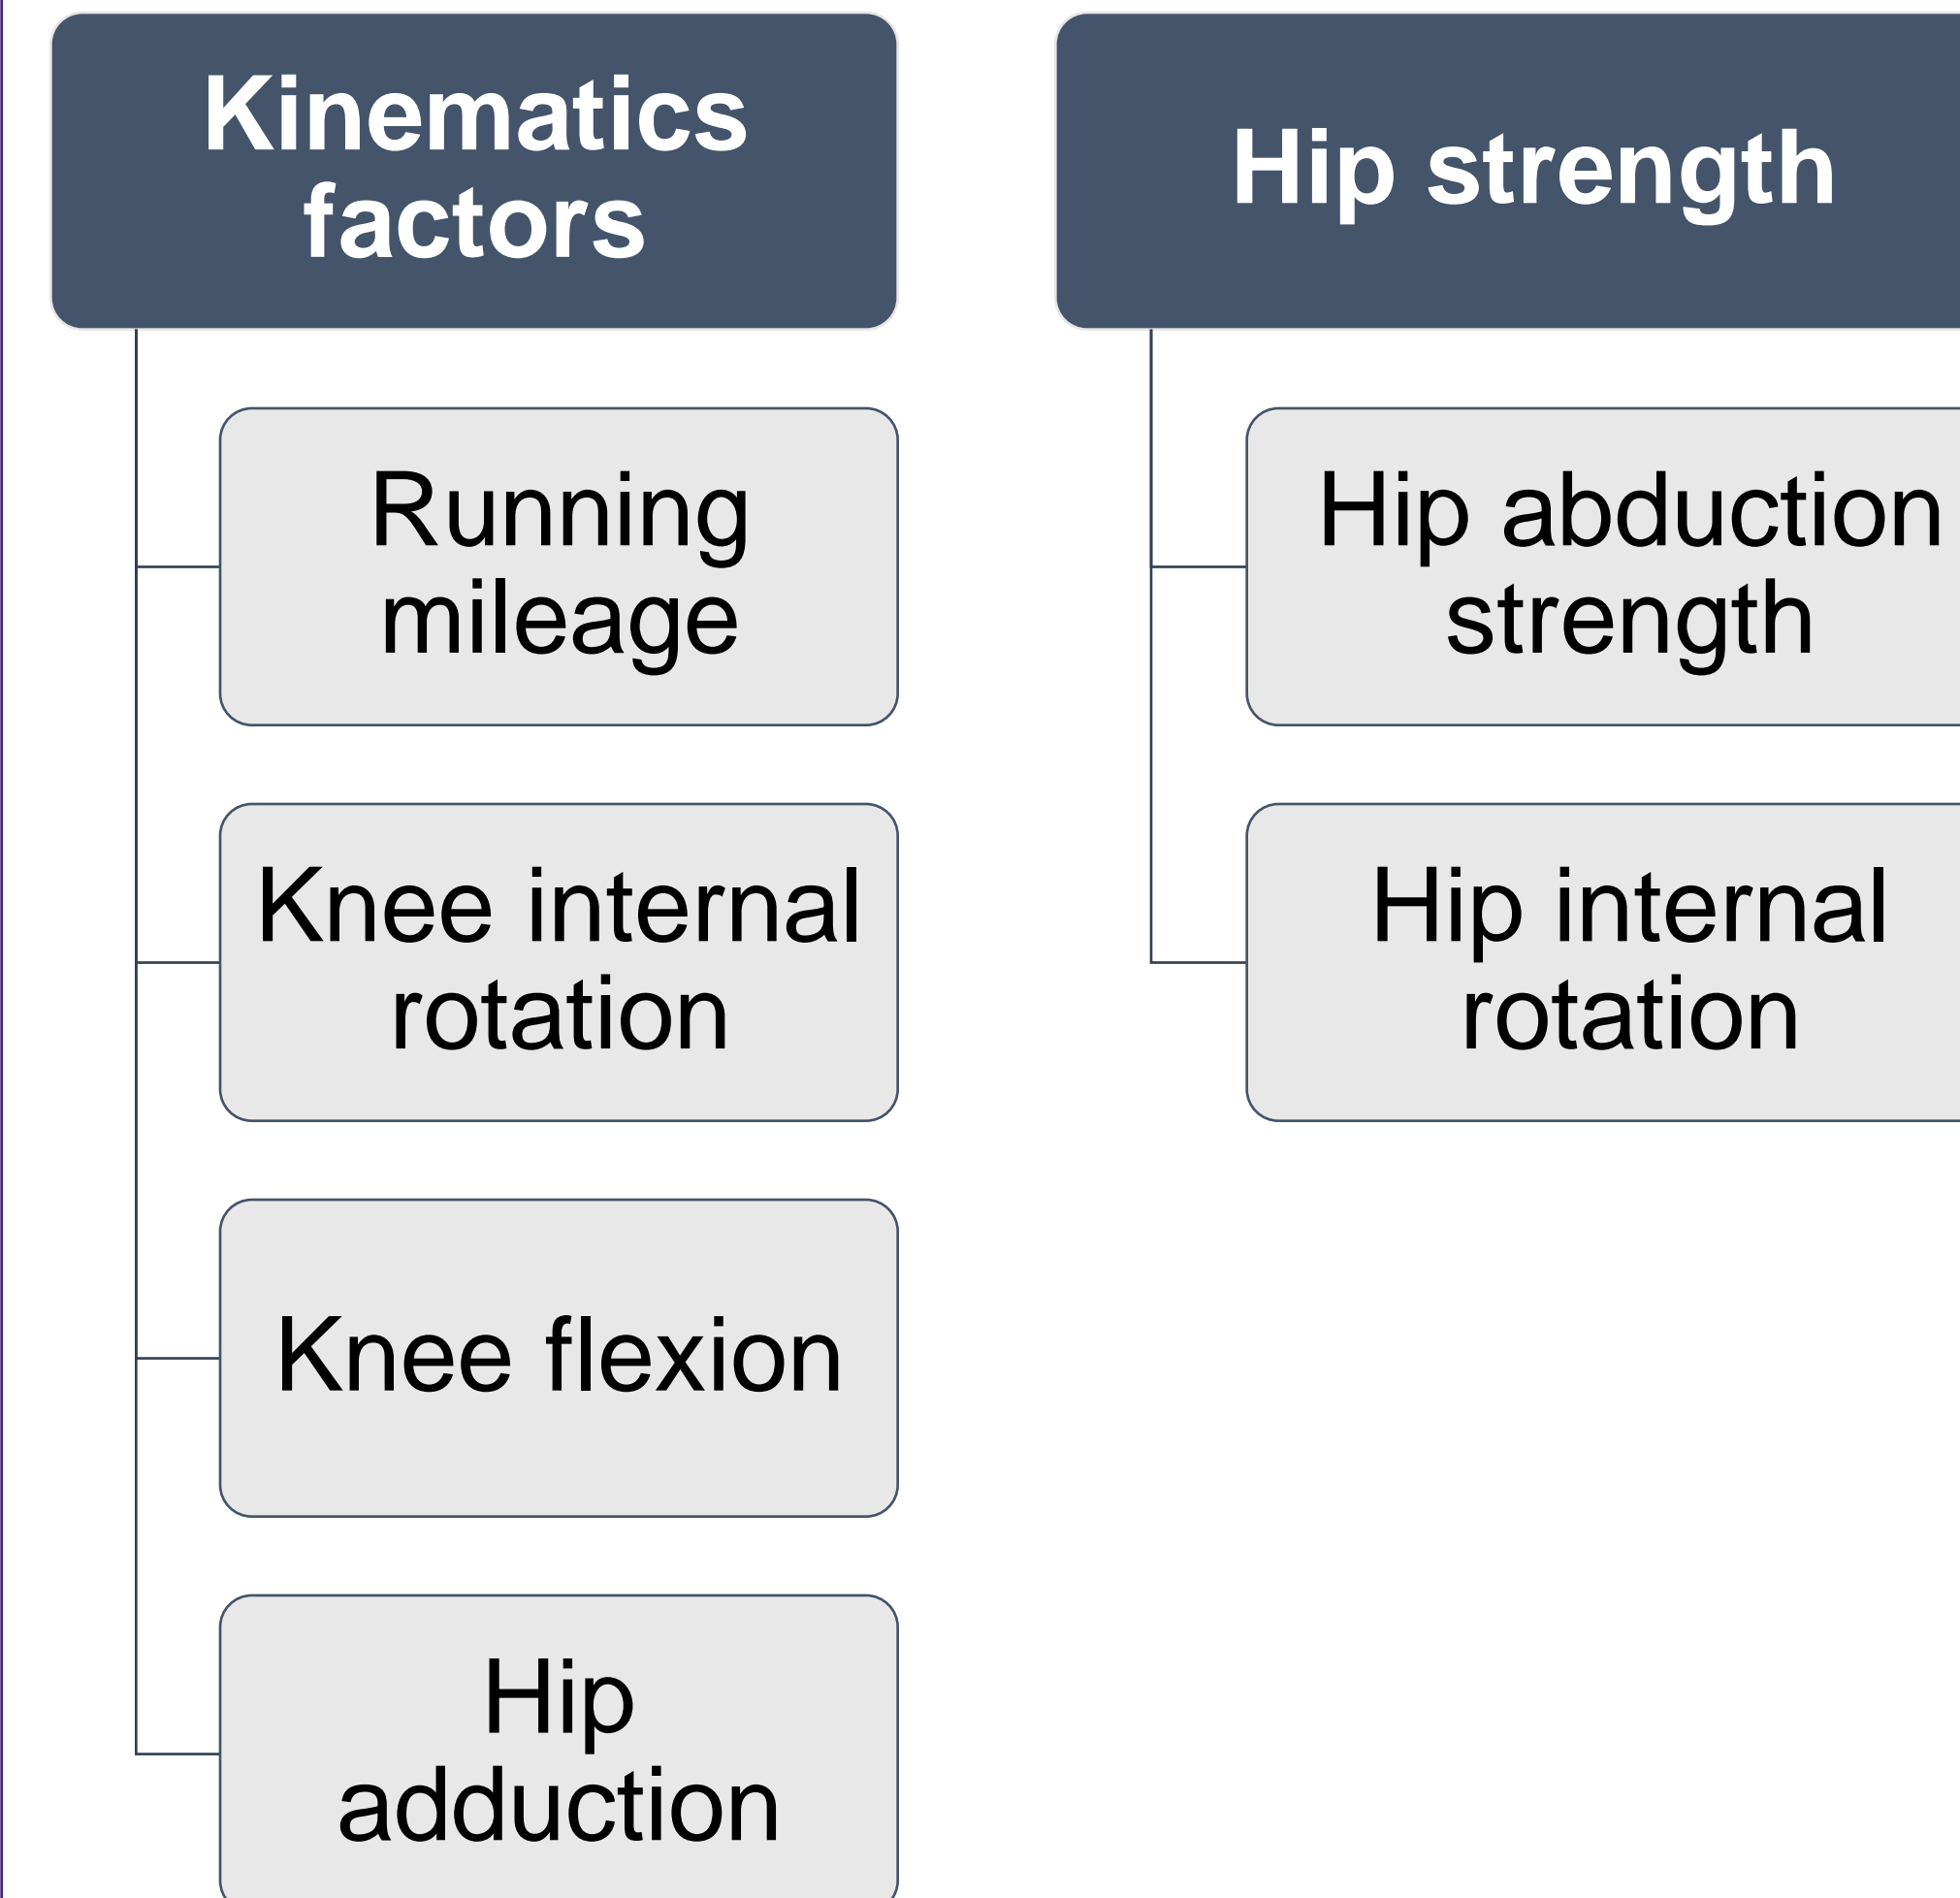 Kinematics
factors
Running
mileage
Knee internal
rotation
Knee flexion
Hip
adduction
Hip strength
Hip abduction
strength
Hip internal
rotation